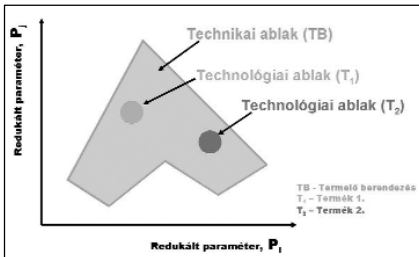 Redukált paraméter, Pj
Technikai ablak (TB)
Technológiai ablak (T1)
Technológiai ablak (T2)
TB - Termelő berendezés
T1 – Termék 1.
T2 – Termék 2.
Redukált paraméter, Pi